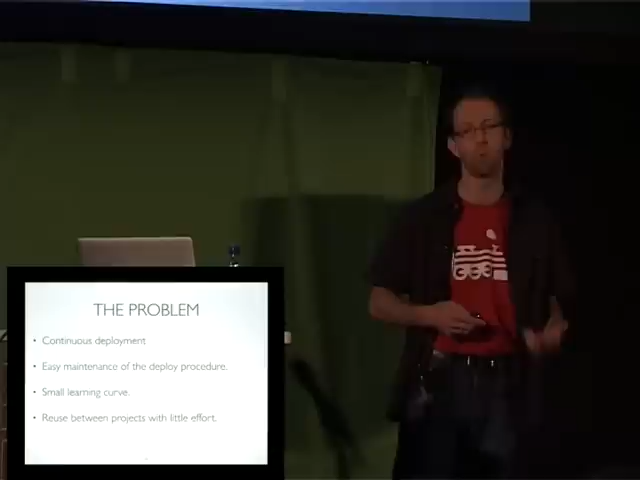 THE PROBLEM
• Continuous deployment
• Easy maintenance of the deploy procedure.
• Small learning curve.
• Reuse between projects with little effort.